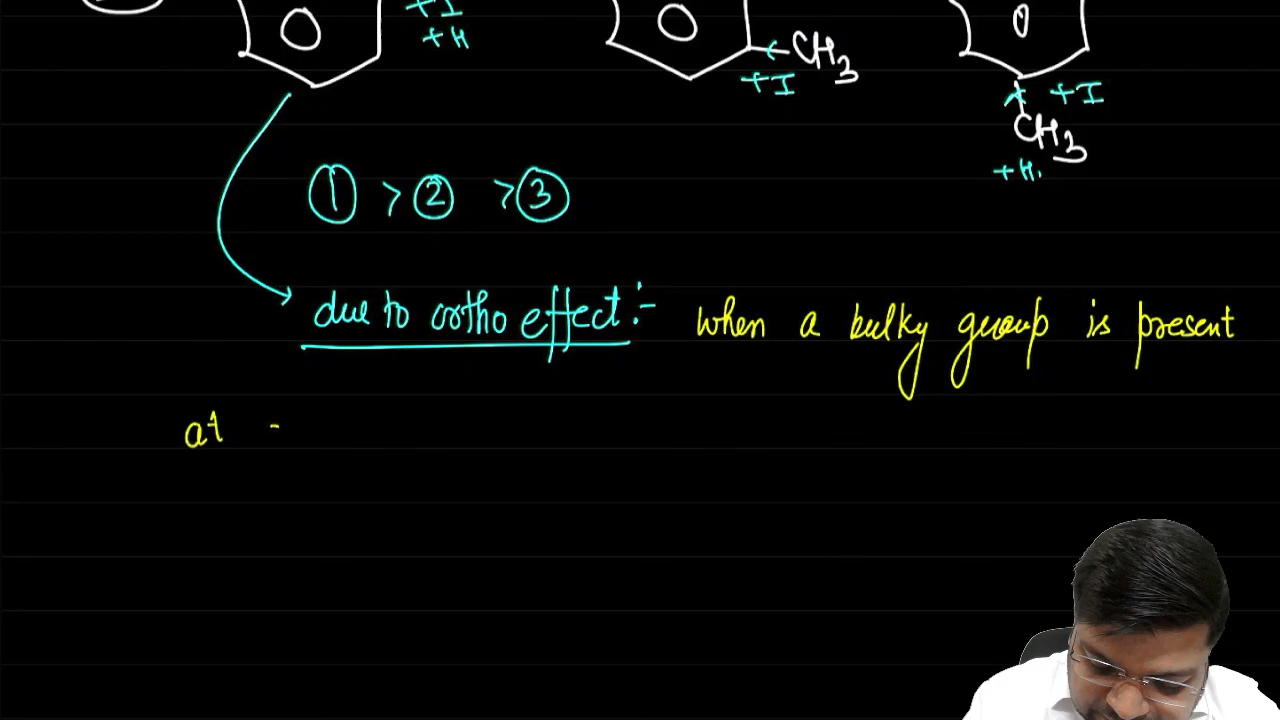 +I
+H
CH3
+I
+I
CH3
+H.
1 > 2 > 3
due to ortho effect :- when a bulky group is present
at -